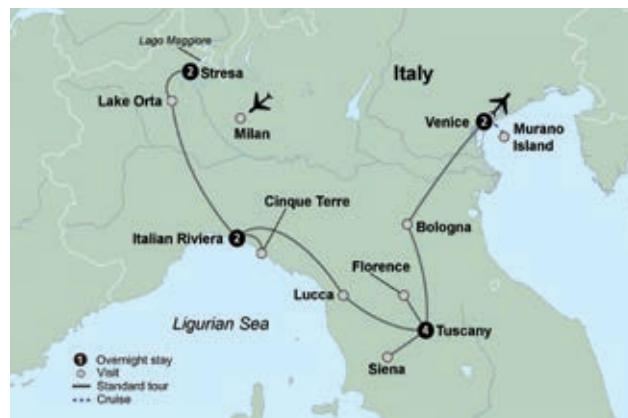 Lago Maggiore
2
Stresa
Italy
Lake Orta
Milan
Venice
2
Murano
Island
Cinque Terre
Italian Riviera
2
Bologna
Florence
Lucca
Ligurian Sea
4
Tuscany
Siena
1 Overnight stay
Visit
Standard tour
Cruise